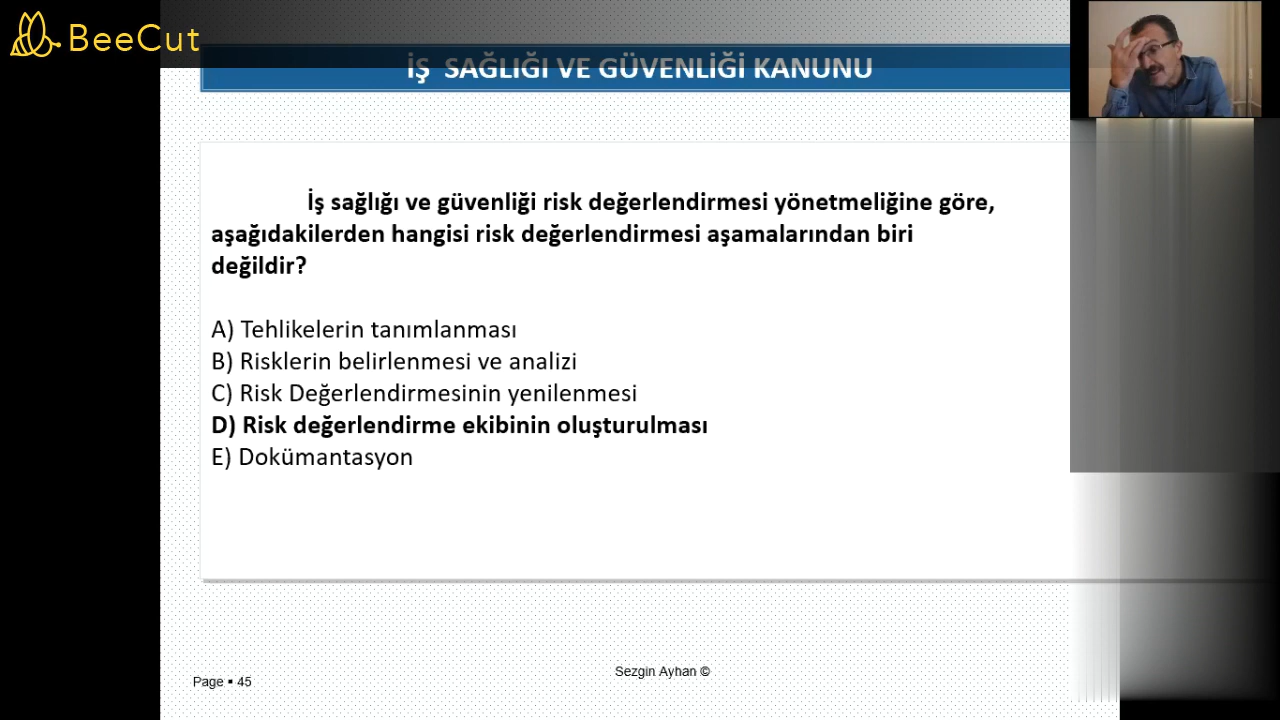 BeeCut
İŞ SAĞLIĞI VE GÜVENLİĞİ KANUNU
İş sağlığı ve güvenliği risk değerlendirmesi yönetmeliğine göre,
aşağıdakilerden hangisi risk değerlendirmesi aşamalarından biri
değildir?
A) Tehlikelerin tanımlanması
B) Risklerin belirlenmesi ve analizi
C) Risk Değerlendirmesinin yenilenmesi
D) Risk değerlendirme ekibinin oluşturulması
E) Dokümantasyon
Sezgin Ayhan ©
Page ▪ 45